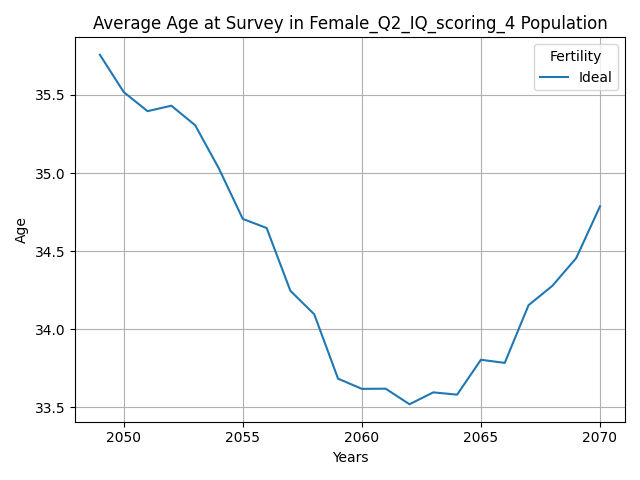 Average Age at Survey in Female_Q2_IQ_scoring_4 Population
Fertility
Ideal
35.5
35.0
34.5
34.0
33.5
Age
2050 2055 2060 2065 2070
Years